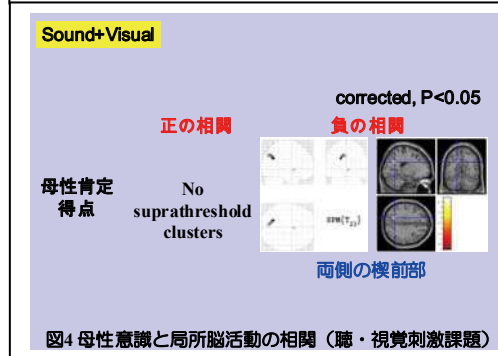 Sound+Visual
corrected, P<0.05
正の相関
負の相関
母性肯定
得点
No
suprathreshold
clusters
両側の楔前部
図4 母性意識と局所脳活動の相関（聴・視覚刺激課題）